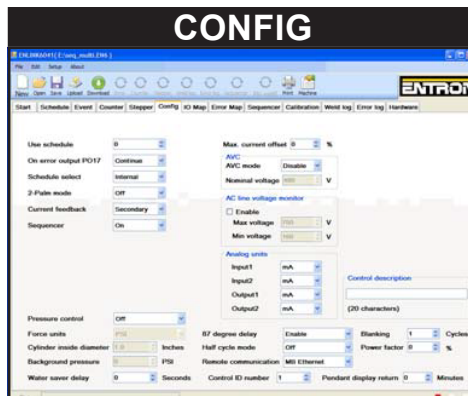 CONFIG
ENLINK6041
File Edit Setup About
New Open Save Upload Download Print Machine
ENTRON
Start Schedule Event Counter Stepper Config IO Map Error Map Sequencer Calibration Weld log Error log Hardware
Use schedule 0 Max. current offset 0 %
On error output PO17 Continue AVC
AVC mode Disable
Schedule select Internal Nominal voltage V
2-Palm mode Off AC line voltage monitor
Current feedback Secondary Enable
Sequencer On Max voltage V
Min voltage V
Analog units
Input1 mA Control description
Input2 mA
Output1 mA
Output2 mA (20 characters)
Pressure control Off
Force units PSI 87 degree delay Enable Blanking 1 Cycles
Cylinder inside diameter Inches Half cycle mode Off Power factor 0 %
Background pressure PSI Remote communication MB Ethernet
Water saver delay 0 Seconds Control ID number 1 Pendant display return 0 Minutes